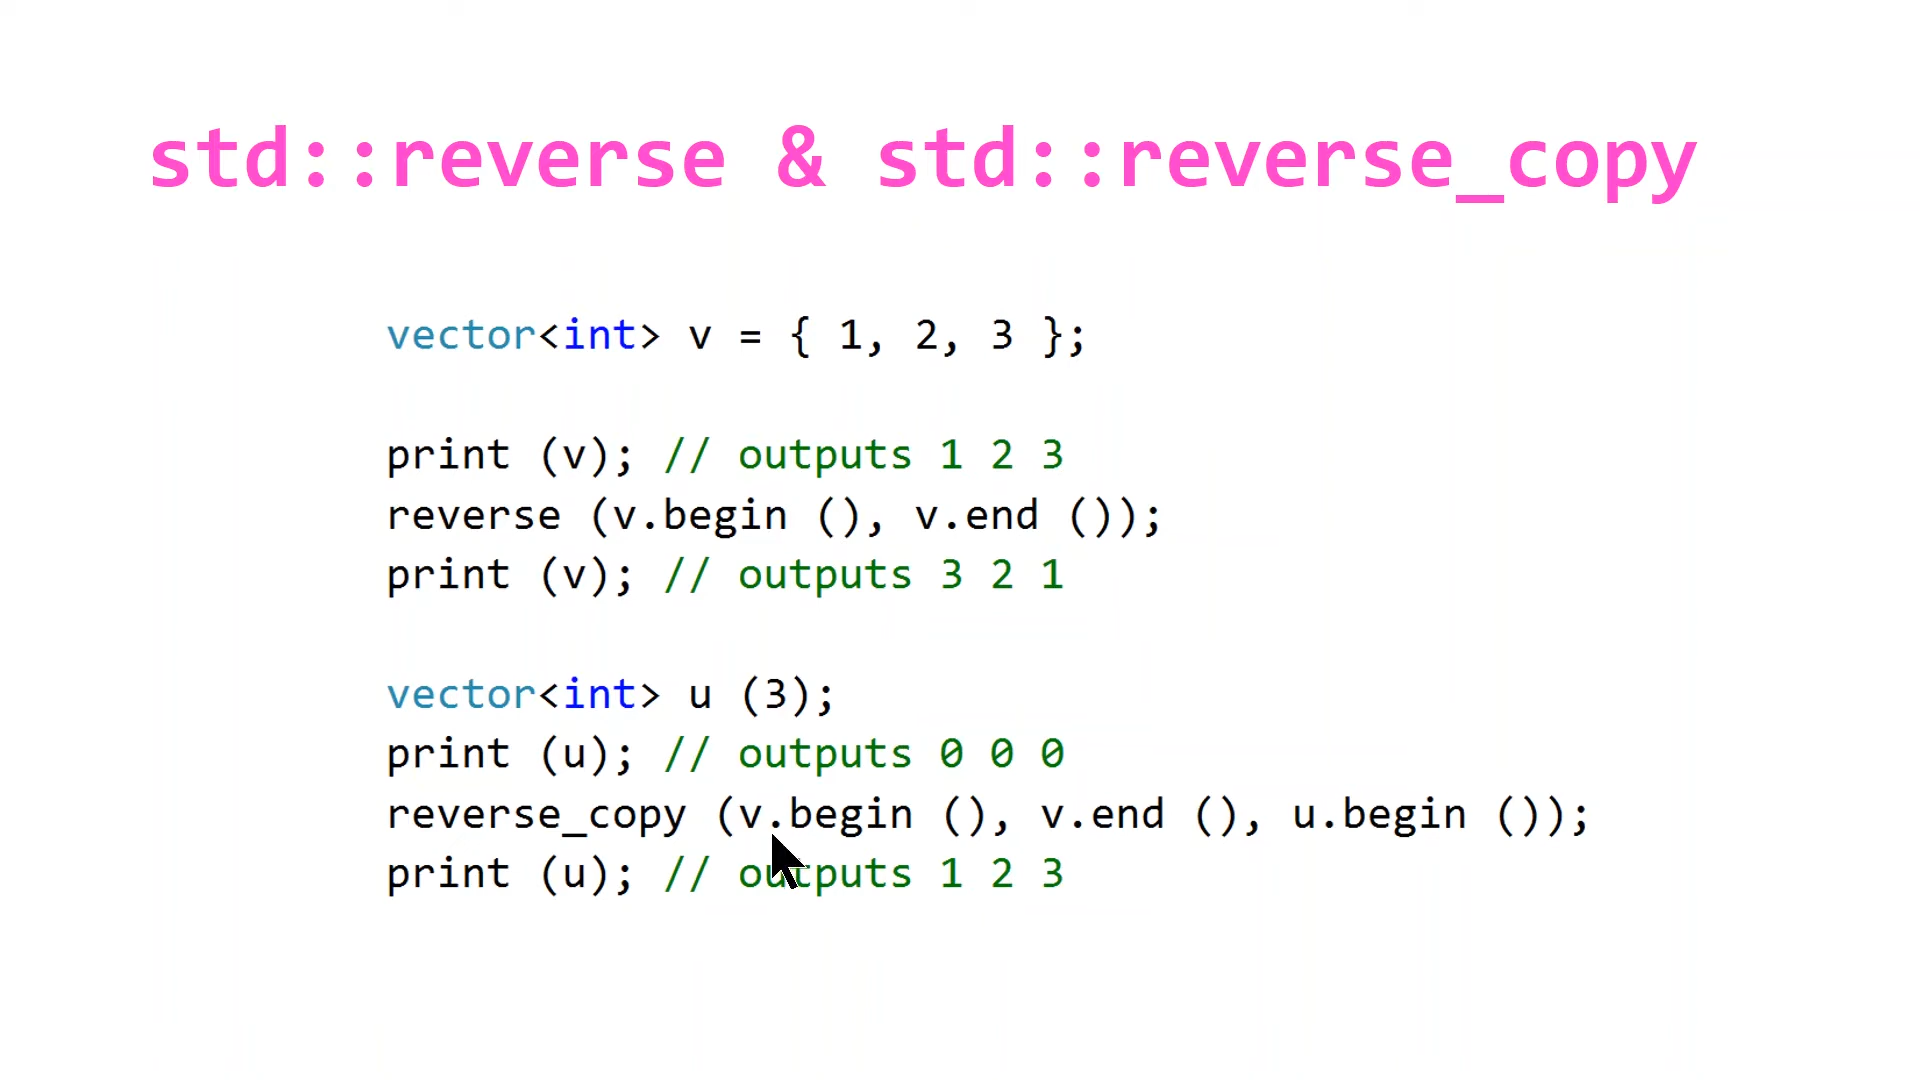 std::reverse & std::reverse_copy
vector<int> v = { 1, 2, 3 };
print (v); // outputs 1 2 3
reverse (v.begin (), v.end ());
print (v); // outputs 3 2 1
vector<int> u (3);
print (u); // outputs 0 0 0
reverse_copy (v.begin (), v.end (), u.begin ());
print (u); // outputs 1 2 3